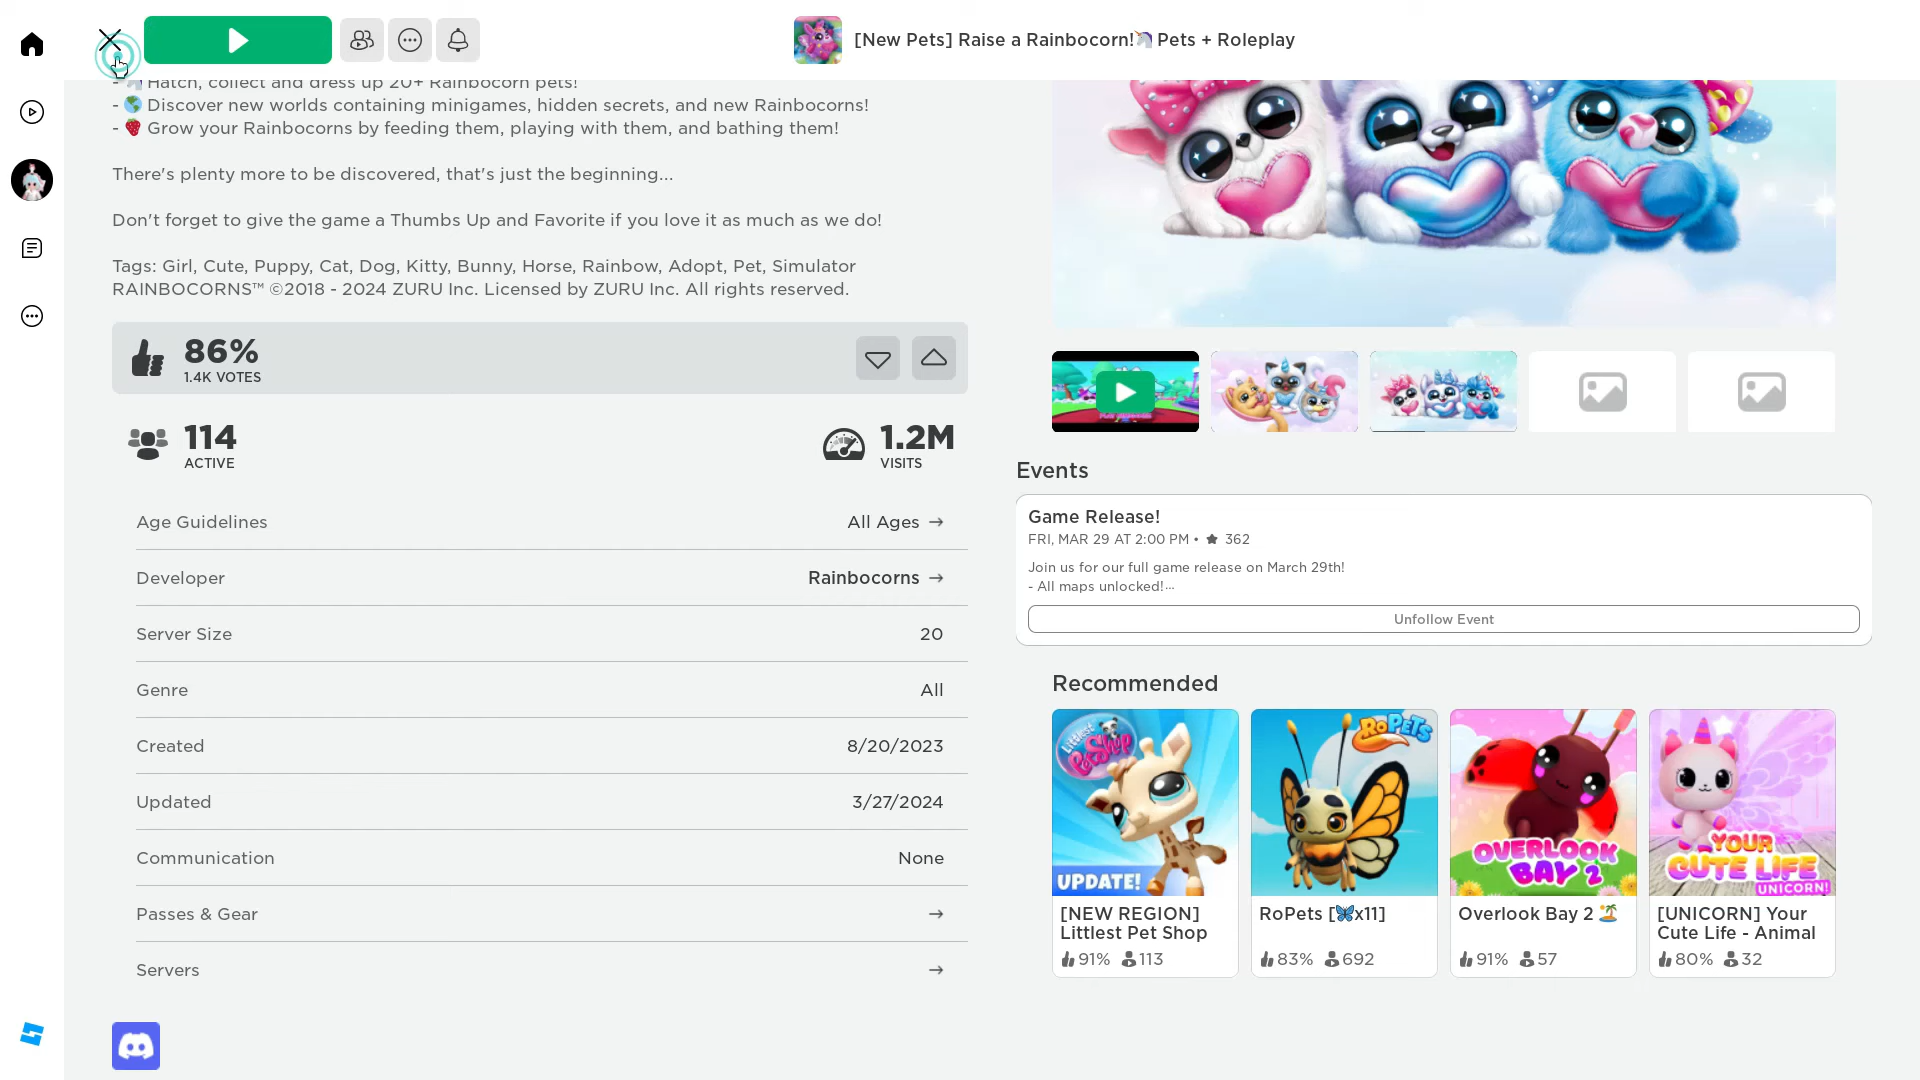 [New Pets] Raise a Rainbocorn!🦄 Pets + Roleplay
- 🦄 Hatch, collect and dress up 20+ Rainbocorn pets!
- 🌎 Discover new worlds containing minigames, hidden secrets, and new Rainbocorns!
- 🍓 Grow your Rainbocorns by feeding them, playing with them, and bathing them!
There's plenty more to be discovered, that's just the beginning...
Don't forget to give the game a Thumbs Up and Favorite if you love it as much as we do!
Tags: Girl, Cute, Puppy, Cat, Dog, Kitty, Bunny, Horse, Rainbow, Adopt, Pet, Simulator
RAINBOCORNS™ ©2018 - 2024 ZURU Inc. Licensed by ZURU Inc. All rights reserved.
86%
1.4K VOTES
114
ACTIVE
1.2M
VISITS
Age Guidelines
All Ages →
Developer
Rainbocorns →
Server Size
20
Genre
All
Created
8/20/2023
Updated
3/27/2024
Communication
None
Passes & Gear
→
Servers
→
Events
Game Release!
FRI, MAR 29 AT 2:00 PM • ★ 362
Join us for our full game release on March 29th!
- All maps unlocked!...
Unfollow Event
Recommended
Littlest
Pet Shop
UPDATE!
[NEW REGION]
Littlest Pet Shop
91% 113
ROPETS
RoPets [🦋x11]
83% 692
OVERLOOK
BAY 2
Overlook Bay 2 🏝️
91% 57
YOUR
CUTE LIFE
UNICORN!
[UNICORN] Your
Cute Life - Animal
80% 32